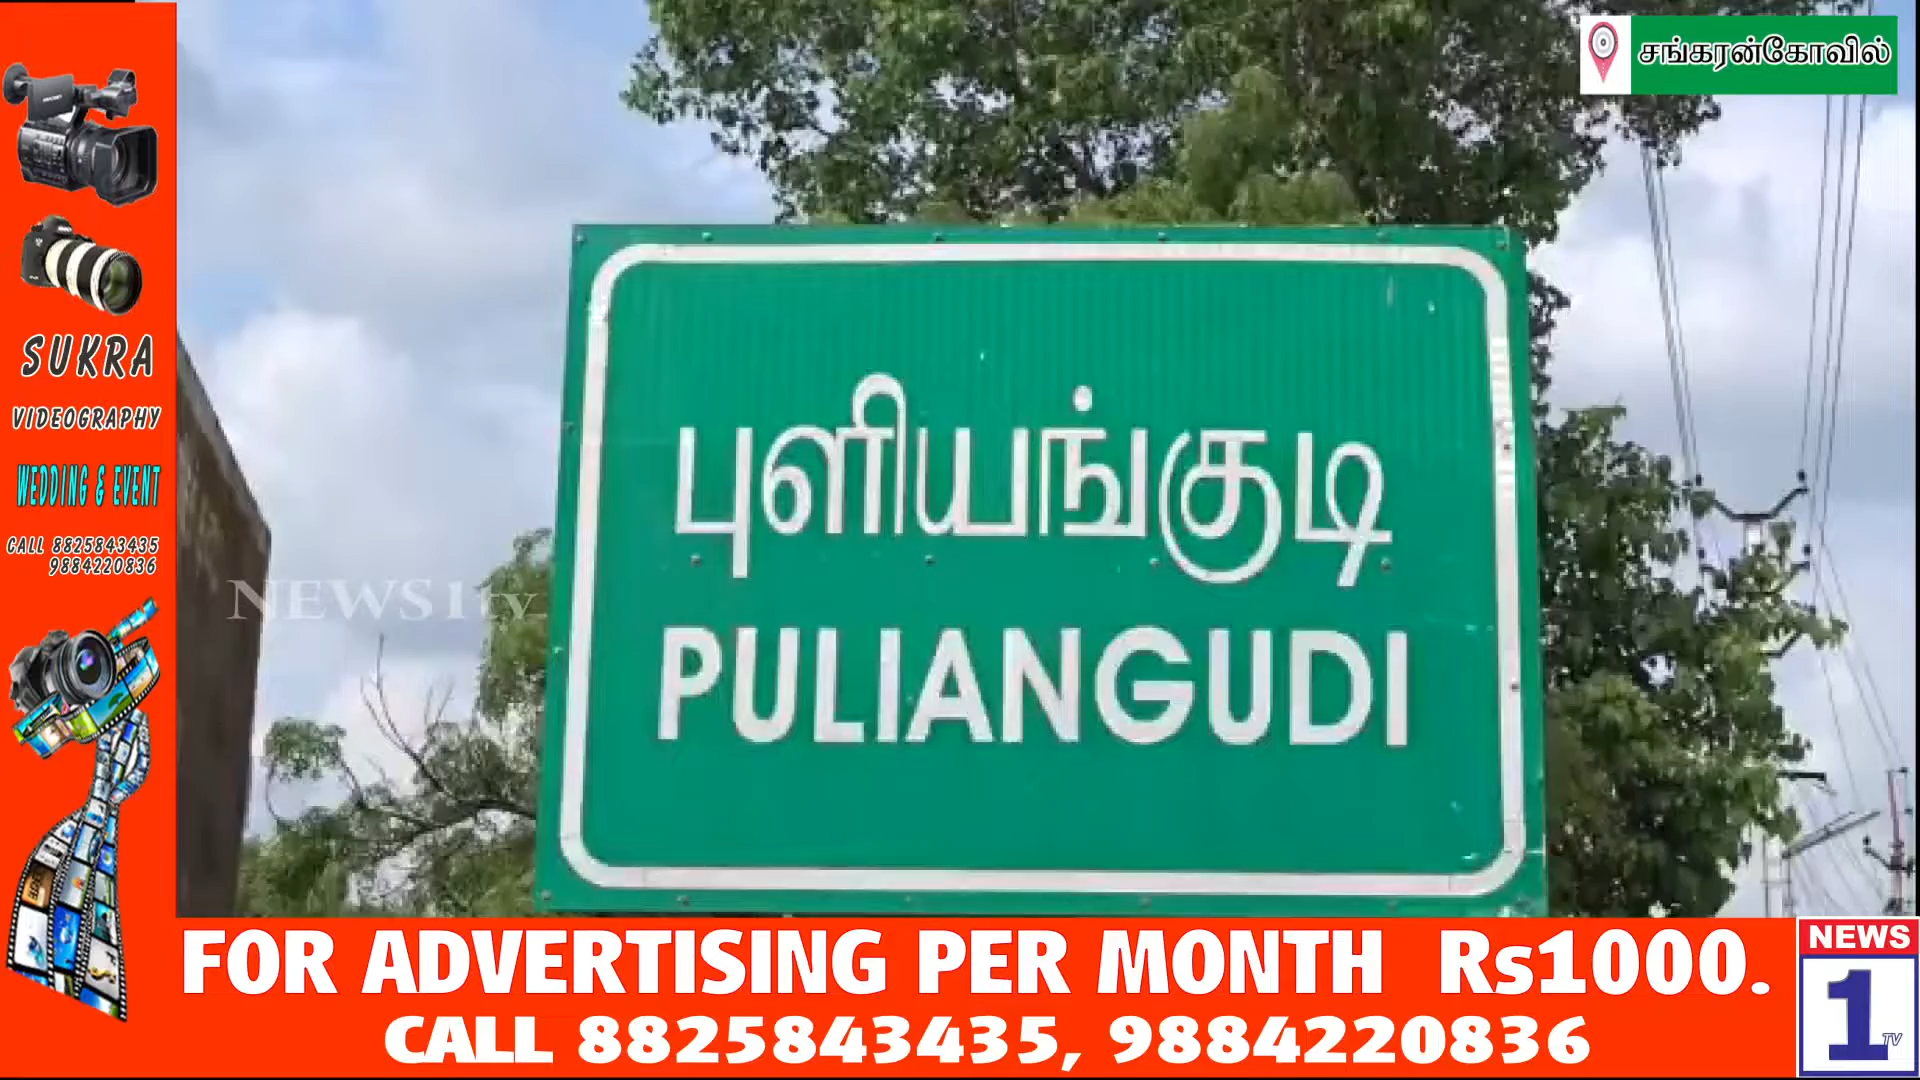 சங்கரன்கோவில்
SUKRA
VIDEOGRAPHY
WEDDING & EVENT
CALL 8825843435
9884220836
NEWS1tv
புளியங்குடி
PULIANGUDI
FOR ADVERTISING PER MONTH Rs1000.
CALL 8825843435, 9884220836
NEWS
1
TV